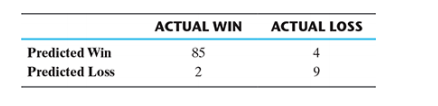 ACTUAL WIN ACTUAL LOSS
Predicted Win 85 4
Predicted Loss 2 9